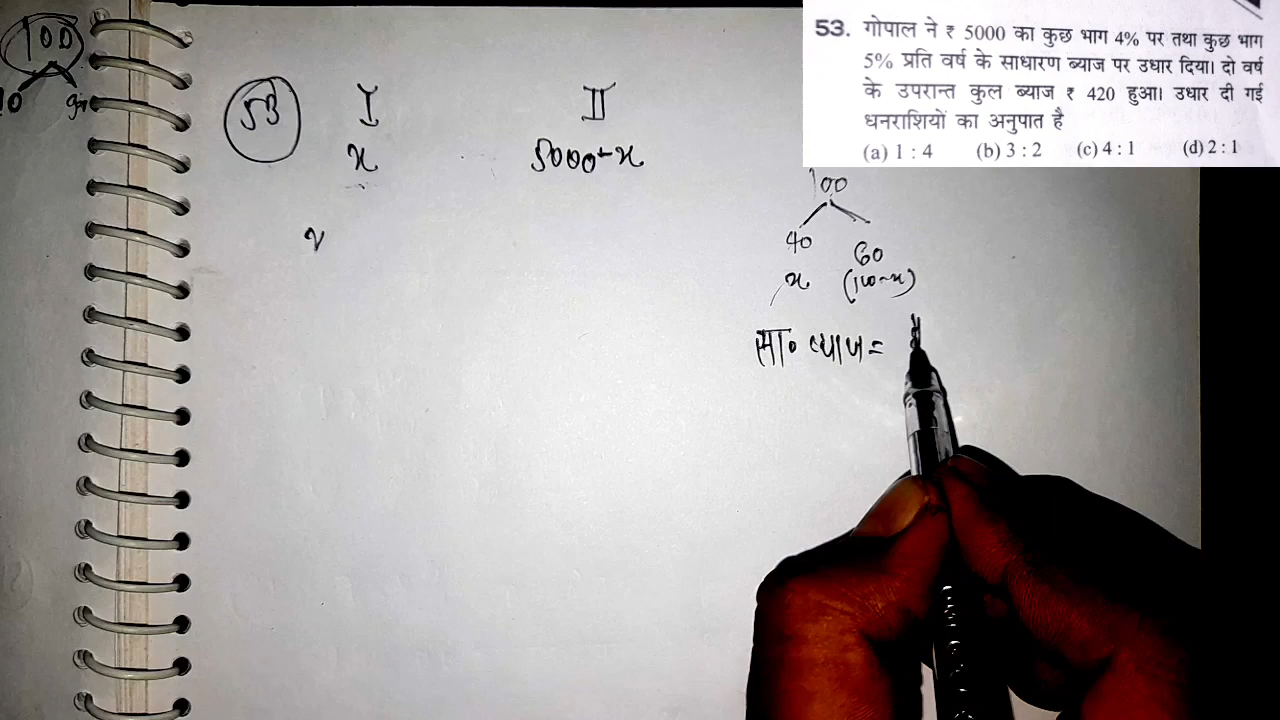 53. गोपाल ने ₹ 5000 का कुछ भाग 4% पर तथा कुछ भाग
5% प्रति वर्ष के साधारण ब्याज पर उधार दिया। दो वर्ष
के उपरान्त कुल ब्याज ₹ 420 हुआ। उधार दी गई
धनराशियों का अनुपात है
(a) 1 : 4 (b) 3 : 2 (c) 4 : 1 (d) 2 : 1
100
53 I II
x 5000-x
100
40 60
x (100-x)
सा० ब्याज =